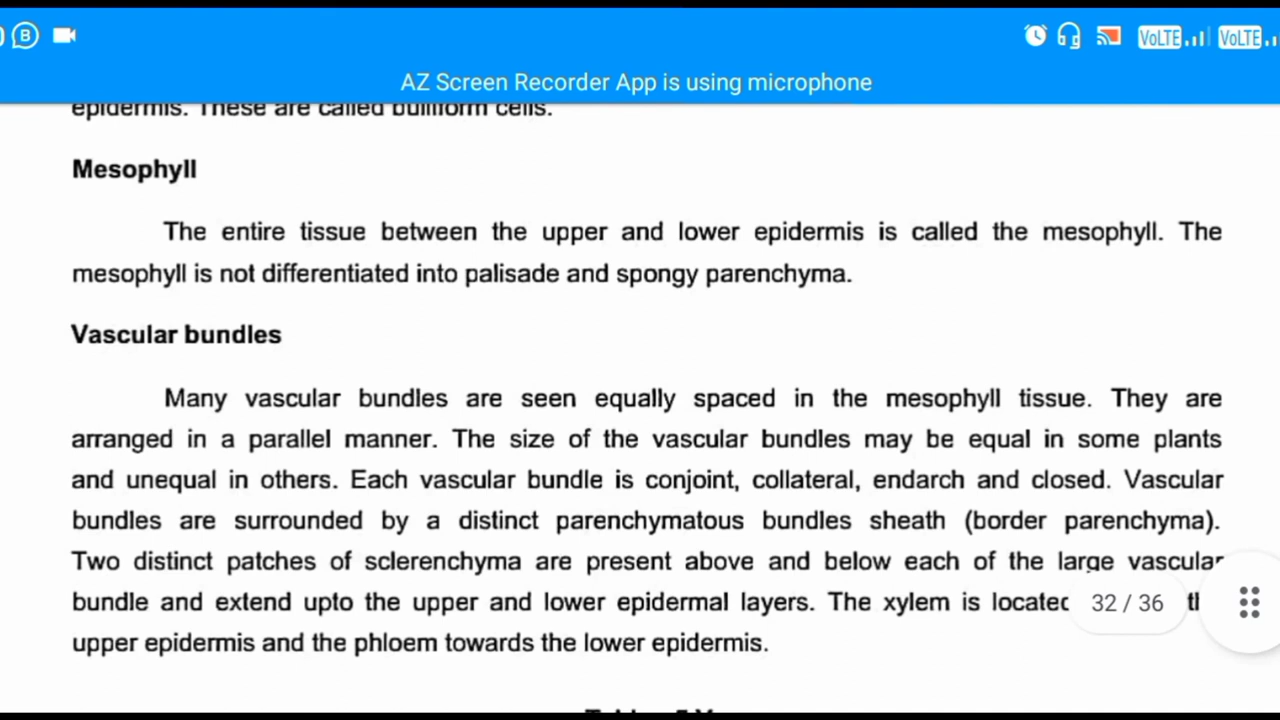 B
VoLTE VoLTE
AZ Screen Recorder App is using microphone
epidermis. These are called bulliform cells.
Mesophyll
The entire tissue between the upper and lower epidermis is called the mesophyll. The
mesophyll is not differentiated into palisade and spongy parenchyma.
Vascular bundles
Many vascular bundles are seen equally spaced in the mesophyll tissue. They are
arranged in a parallel manner. The size of the vascular bundles may be equal in some plants
and unequal in others. Each vascular bundle is conjoint, collateral, endarch and closed. Vascular
bundles are surrounded by a distinct parenchymatous bundles sheath (border parenchyma).
Two distinct patches of sclerenchyma are present above and below each of the large vascular
bundle and extend upto the upper and lower epidermal layers. The xylem is located
32 / 36
upper epidermis and the phloem towards the lower epidermis.